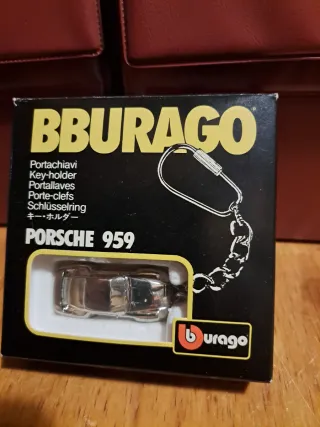 BBURAGO
Portachiavi
Key-holder
Portallaves
Porte-clefs
Schlüsselring
キー・ホルダー
PORSCHE 959
burago